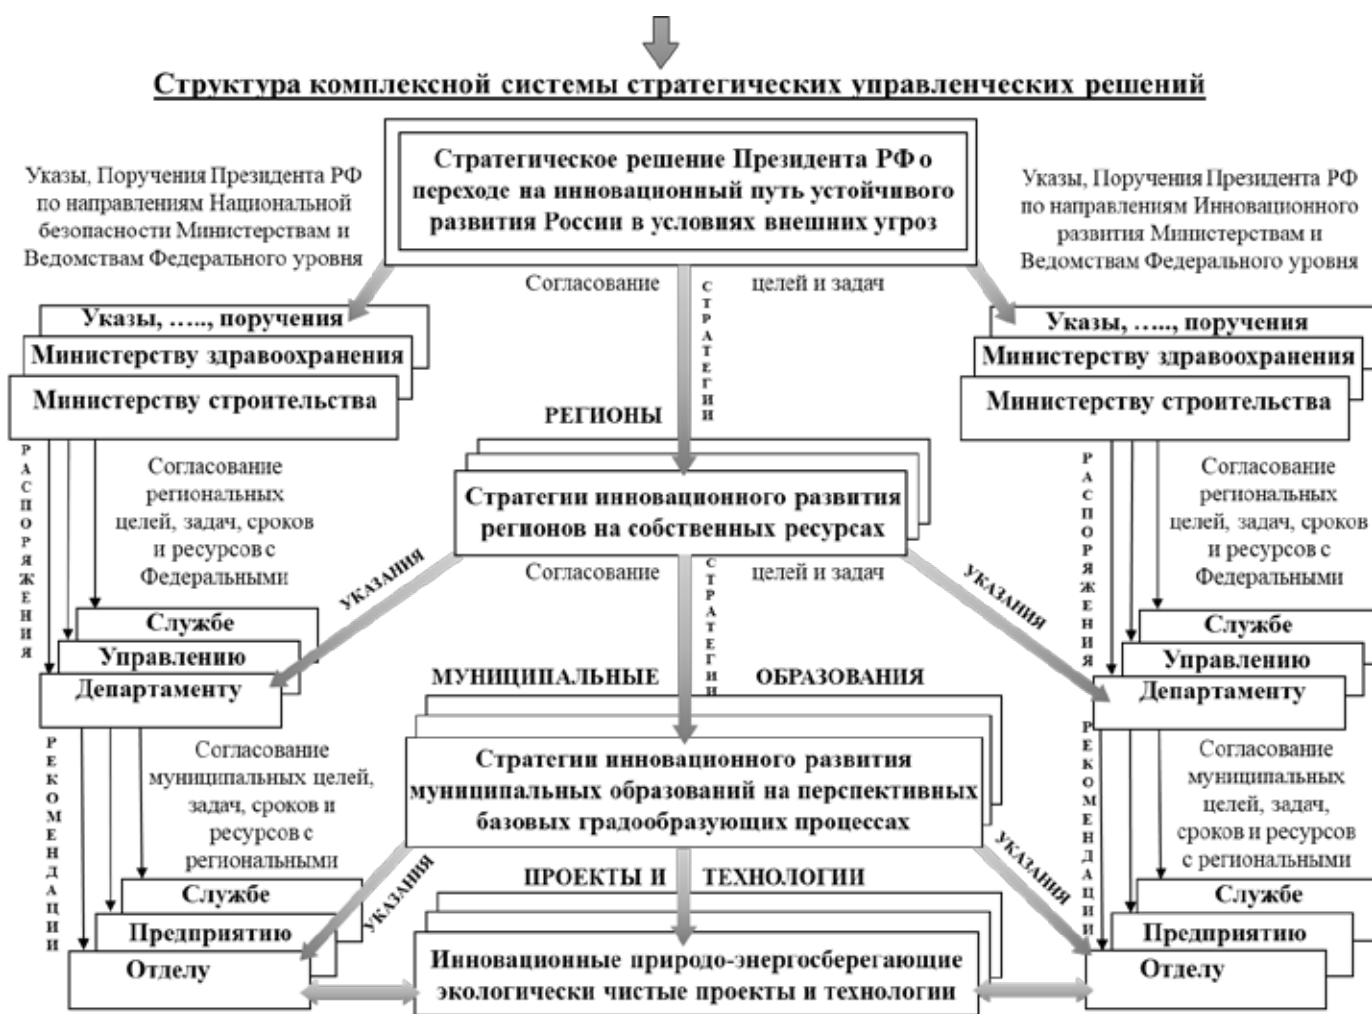 Структура комплексной системы стратегических управленческих решений
Стратегическое решение Президента РФ о
переходе на инновационный путь устойчивого
развития России в условиях внешних угроз
Указы, Поручения Президента РФ
по направлениям Национальной
безопасности Министерствам и
Ведомствам Федерального уровня
Указы, Поручения Президента РФ
по направлениям Инновационного
развития Министерствам и
Ведомствам Федерального уровня
Согласование целей и задач
СТРАТЕГИИ
Указы, ....., поручения
Министерству здравоохранения
Министерству строительства
Указы, ....., поручения
Министерству здравоохранения
Министерству строительства
РЕГИОНЫ
Стратегии инновационного развития
регионов на собственных ресурсах
РАСПОРЯЖЕНИЯ
Согласование
региональных
целей, задач, сроков
и ресурсов с
Федеральными
РАСПОРЯЖЕНИЯ
Согласование
региональных
целей, задач, сроков
и ресурсов с
Федеральными
УКАЗАНИЯ
Согласование целей и задач
СТРАТЕГИИ
УКАЗАНИЯ
Службе
Управлению
Департаменту
Службе
Управлению
Департаменту
МУНИЦИПАЛЬНЫЕ ОБРАЗОВАНИЯ
Стратегии инновационного развития
муниципальных образований на перспективных
базовых градообразующих процессах
РЕКОМЕНДАЦИИ
Согласование
муниципальных целей,
задач, сроков и
ресурсов с
региональными
РЕКОМЕНДАЦИИ
Согласование
муниципальных
целей, задач,
сроков и ресурсов
с региональными
УКАЗАНИЯ
УКАЗАНИЯ
ПРОЕКТЫ И ТЕХНОЛОГИИ
Службе
Предприятию
Отделу
Инновационные природо-энергосберегающие
экологически чистые проекты и технологии
Службе
Предприятию
Отделу